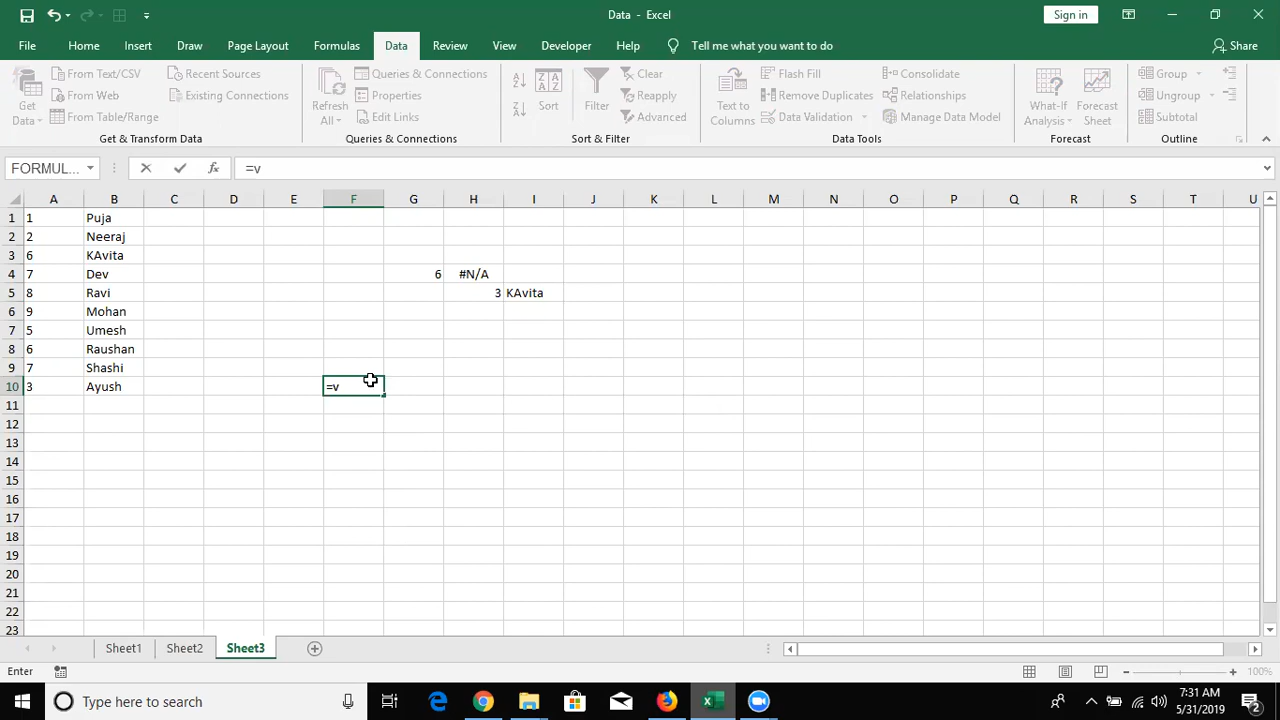 Data - Excel
Sign in
File Home Insert Draw Page Layout Formulas Data Review View Developer Help Tell me what you want to do Share
Get Data
From Text/CSV
From Web
From Table/Range
Recent Sources
Existing Connections
Get & Transform Data
Refresh All
Queries & Connections
Properties
Edit Links
Queries & Connections
Sort
Filter
Clear
Reapply
Advanced
Sort & Filter
Text to Columns
Flash Fill
Remove Duplicates
Data Validation
Consolidate
Relationships
Manage Data Model
Data Tools
What-If Analysis
Forecast Sheet
Forecast
Group
Ungroup
Subtotal
Outline
FORMUL... fx =v
A B C D E F G H I J K L M N O P Q R S T U
1 1 Puja
2 2 Neeraj
3 6 KAvita
4 7 Dev 6 #N/A
5 8 Ravi 3 KAvita
6 9 Mohan
7 5 Umesh
8 6 Raushan
9 7 Shashi
10 3 Ayush =v
11
12
13
14
15
16
17
18
19
20
21
22
23
Sheet1 Sheet2 Sheet3
Enter 100%
Type here to search
7:31 AM
5/31/2019
2